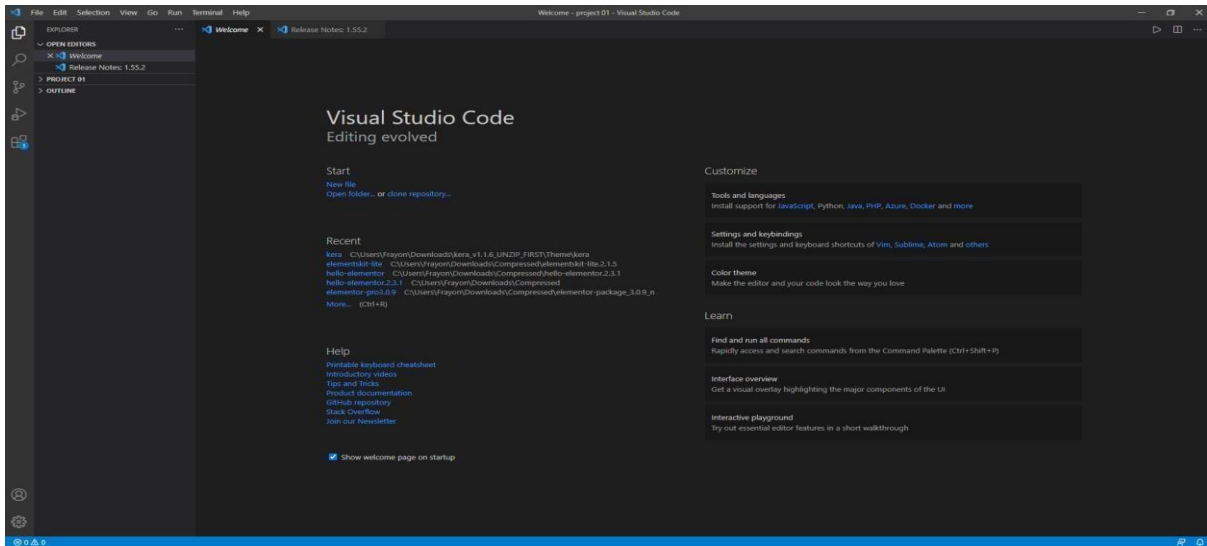 File Edit Selection View Go Run Terminal Help
Welcome - project 01 - Visual Studio Code
EXPLORER
OPEN EDITORS
Welcome
Release Notes: 1.55.2
PROJECT 01
OUTLINE
Welcome
Release Notes: 1.55.2
Visual Studio Code
Editing evolved
Start
New file
Open folder... or clone repository...
Recent
kera C:\Users\Frayon\Downloads\kera_v1.1.6_UNZIP_FIRST\Theme\kera
elementskit-lite C:\Users\Frayon\Downloads\Compressed\elementskit-lite.2.1.5
hello-elementor C:\Users\Frayon\Downloads\Compressed\hello-elementor.2.3.1
hello-elementor.2.3.1 C:\Users\Frayon\Downloads\Compressed
elementor-pro3.0.9 C:\Users\Frayon\Downloads\Compressed\elementor-package_3.0.9_n
More... (Ctrl+R)
Help
Printable keyboard cheatsheet
Introductory videos
Tips and Tricks
Product documentation
GitHub repository
Stack Overflow
Join our Newsletter
Show welcome page on startup
Customize
Tools and languages
Install support for JavaScript, Python, Java, PHP, Azure, Docker and more
Settings and keybindings
Install the settings and keyboard shortcuts of Vim, Sublime, Atom and others
Color theme
Make the editor and your code look the way you love
Learn
Find and run all commands
Rapidly access and search commands from the Command Palette (Ctrl+Shift+P)
Interface overview
Get a visual overlay highlighting the major components of the UI
Interactive playground
Try out essential editor features in a short walkthrough
1
0 0